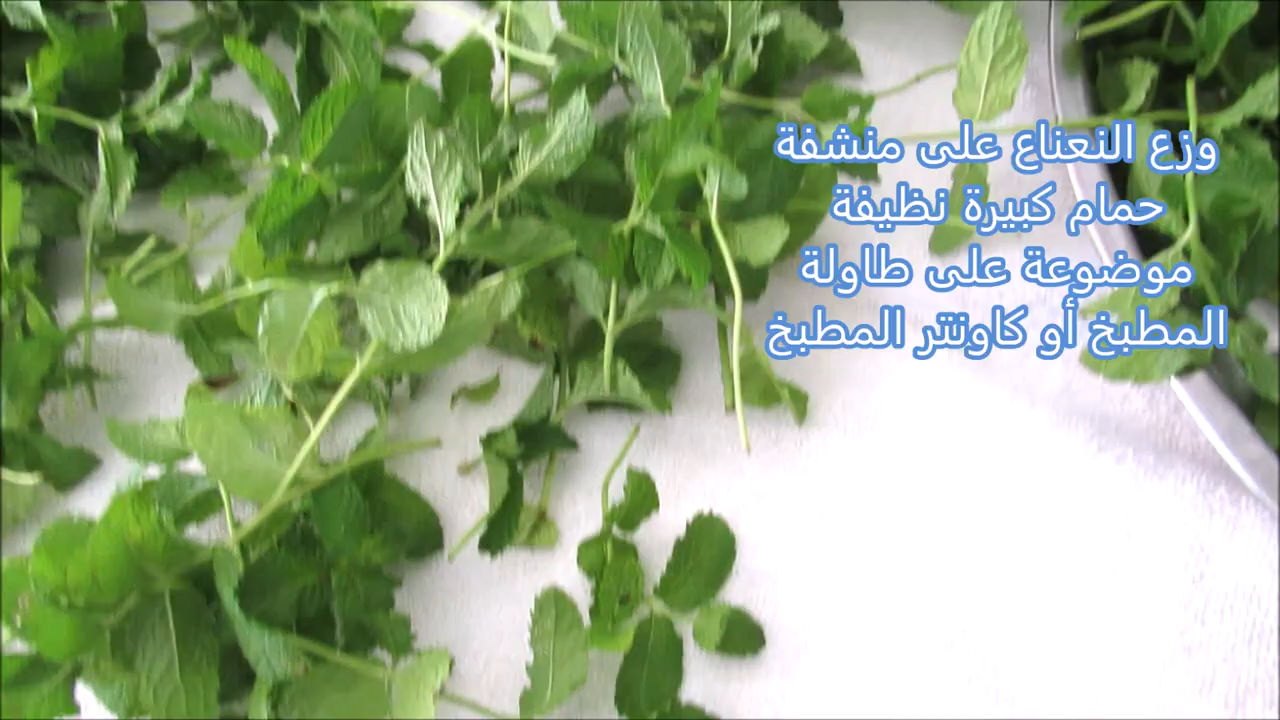 وزع النعناع على منشفة
حمام كبيرة نظيفة
موضوعة على طاولة
المطبخ أو كاونتر المطبخ